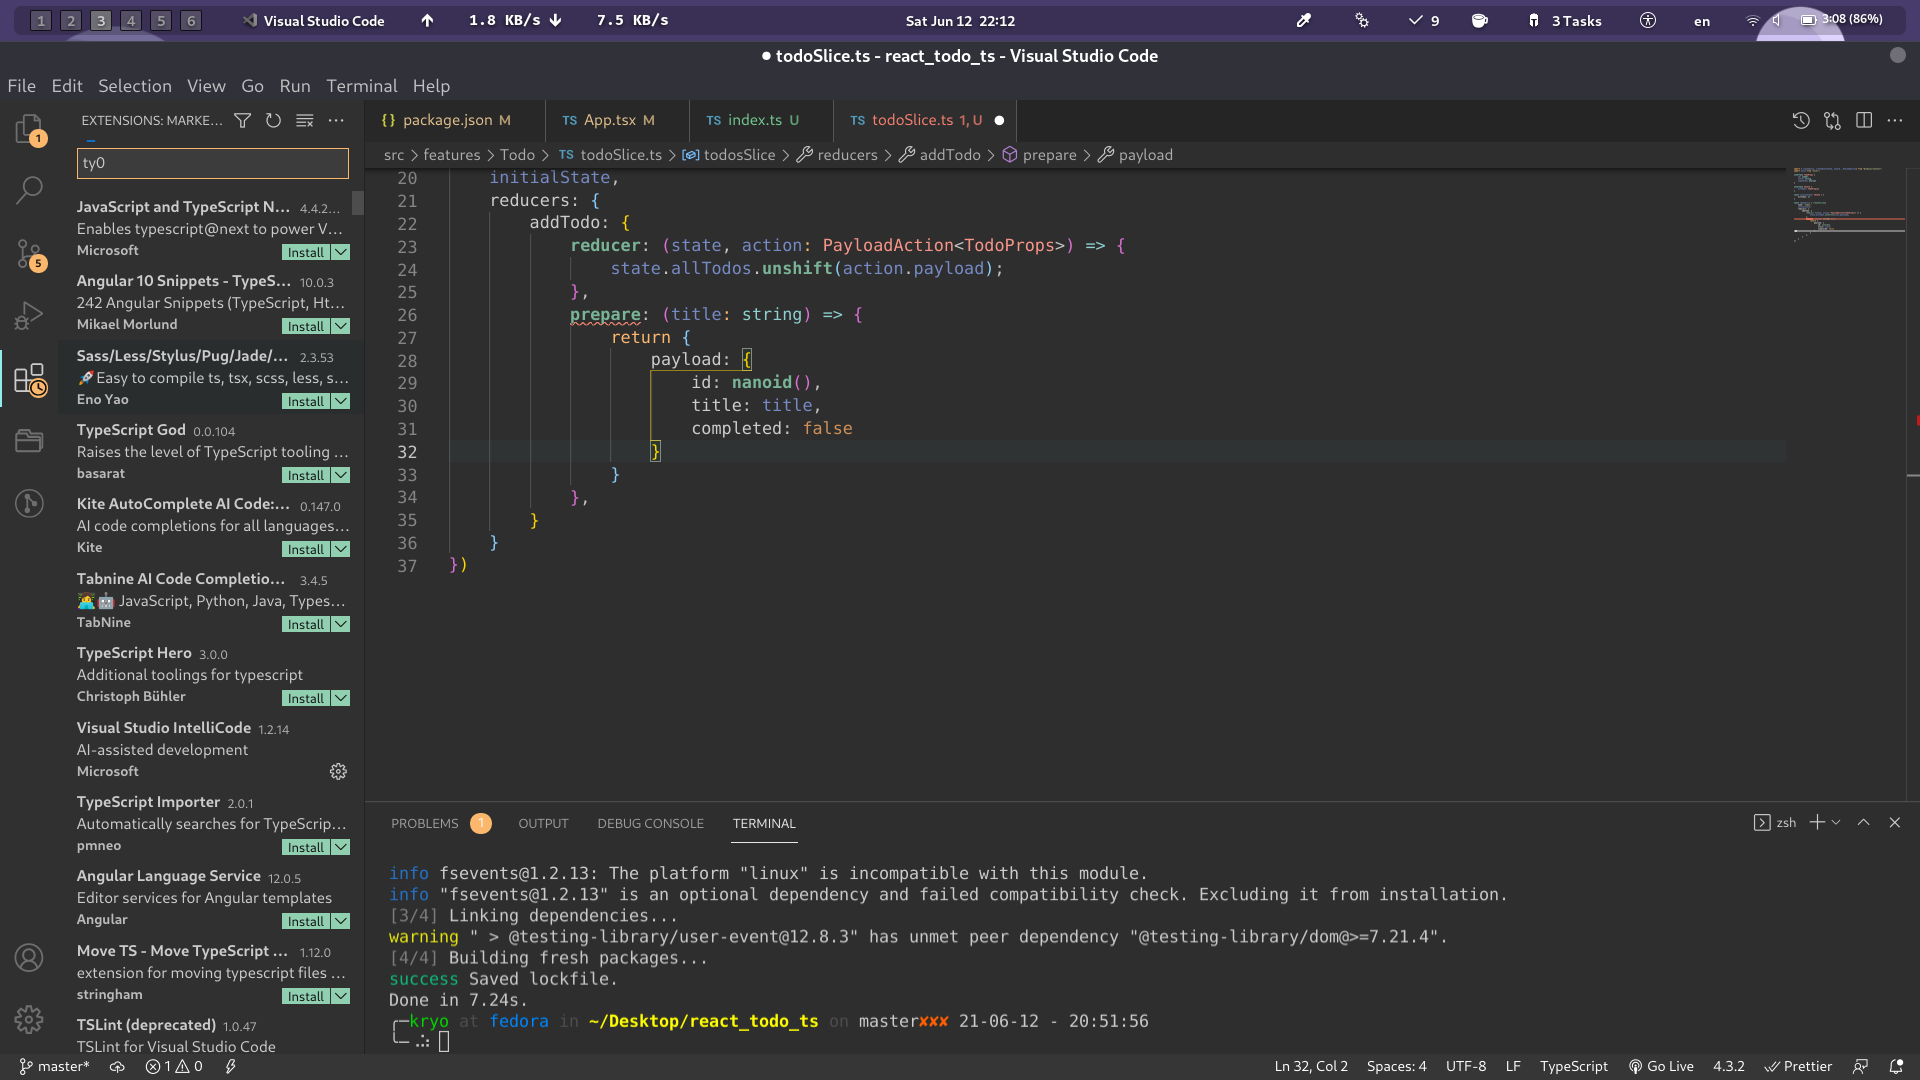 1 2 3 4 5 6 Visual Studio Code 1.8 KB/s 7.5 KB/s Sat Jun 12 22:12 9 3 Tasks en 3:08 (86%)
todoSlice.ts - react_todo_ts - Visual Studio Code
File Edit Selection View Go Run Terminal Help
EXTENSIONS: MARKE...
package.json M TS App.tsx M TS index.ts U TS todoSlice.ts 1, U
src > features > Todo > TS todoSlice.ts > todosSlice > reducers > addTodo > prepare > payload
1
5
ty0
JavaScript and TypeScript N... 4.4.2...
Enables typescript@next to power V...
Microsoft Install
Angular 10 Snippets - TypeS... 10.0.3
242 Angular Snippets (TypeScript, Ht...
Mikael Morlund Install
Sass/Less/Stylus/Pug/Jade/... 2.3.53
🚀Easy to compile ts, tsx, scss, less, s...
Eno Yao Install
TypeScript God 0.0.104
Raises the level of TypeScript tooling ...
basarat Install
Kite AutoComplete AI Code:... 0.147.0
AI code completions for all languages...
Kite Install
Tabnine AI Code Completio... 3.4.5
👩‍💻🤖 JavaScript, Python, Java, Types...
TabNine Install
TypeScript Hero 3.0.0
Additional toolings for typescript
Christoph Bühler Install
Visual Studio IntelliCode 1.2.14
AI-assisted development
Microsoft
TypeScript Importer 2.0.1
Automatically searches for TypeScrip...
pmneo Install
Angular Language Service 12.0.5
Editor services for Angular templates
Angular Install
Move TS - Move TypeScript ... 1.12.0
extension for moving typescript files ...
stringham Install
TSLint (deprecated) 1.0.47
TSLint for Visual Studio Code
20 initialState,
21 reducers: {
22 addTodo: {
23 reducer: (state, action: PayloadAction<TodoProps>) => {
24 state.allTodos.unshift(action.payload);
25 },
26 prepare: (title: string) => {
27 return {
28 payload: {
29 id: nanoid(),
30 title: title,
31 completed: false
32 }
33 }
34 },
35 }
36 }
37 })
PROBLEMS 1 OUTPUT DEBUG CONSOLE TERMINAL zsh
info fsevents@1.2.13: The platform "linux" is incompatible with this module.
info "fsevents@1.2.13" is an optional dependency and failed compatibility check. Excluding it from installation.
[3/4] Linking dependencies...
warning " > @testing-library/user-event@12.8.3" has unmet peer dependency "@testing-library/dom@>=7.21.4".
[4/4] Building fresh packages...
success Saved lockfile.
Done in 7.24s.
╭─kryo at fedora in ~/Desktop/react_todo_ts on master✘✘✘ 21-06-12 - 20:51:56
╰─
master* 1 0 Ln 32, Col 2 Spaces: 4 UTF-8 LF TypeScript Go Live 4.3.2 Prettier